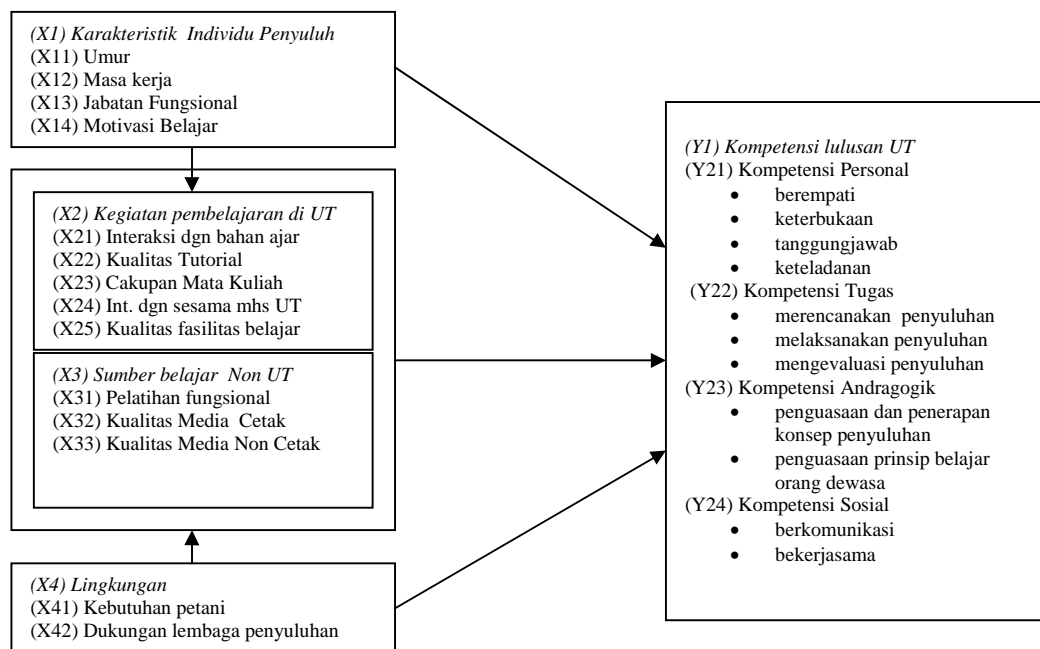 (X1) Karakteristik Individu Penyuluh
(X11) Umur
(X12) Masa kerja
(X13) Jabatan Fungsional
(X14) Motivasi Belajar
(X2) Kegiatan pembelajaran di UT
(X21) Interaksi dgn bahan ajar
(X22) Kualitas Tutorial
(X23) Cakupan Mata Kuliah
(X24) Int. dgn sesama mhs UT
(X25) Kualitas fasilitas belajar
(X3) Sumber belajar Non UT
(X31) Pelatihan fungsional
(X32) Kualitas Media Cetak
(X33) Kualitas Media Non Cetak
(X4) Lingkungan
(X41) Kebutuhan petani
(X42) Dukungan lembaga penyuluhan
(Y1) Kompetensi lulusan UT
(Y21) Kompetensi Personal
• berempati
• keterbukaan
• tanggungjawab
• keteladanan
(Y22) Kompetensi Tugas
• merencanakan penyuluhan
• melaksanakan penyuluhan
• mengevaluasi penyuluhan
(Y23) Kompetensi Andragogik
• penguasaan dan penerapan
konsep penyuluhan
• penguasaan prinsip belajar
orang dewasa
(Y24) Kompetensi Sosial
• berkomunikasi
• bekerjasama